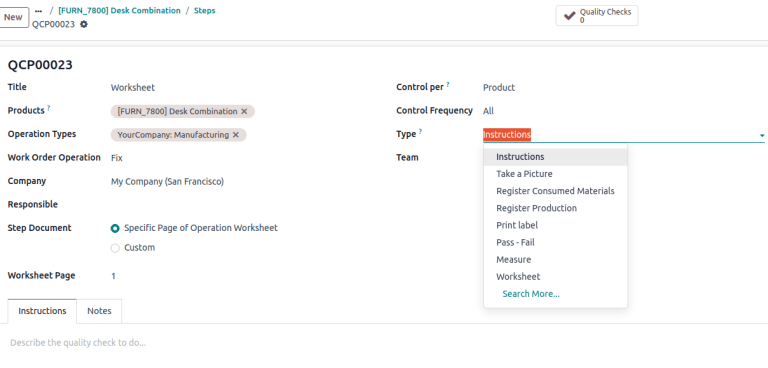 New
... / [FURN_7800] Desk Combination / Steps
QCP00023
Quality Checks
0
QCP00023
Title Worksheet
Products ? [FURN_7800] Desk Combination ×
Operation Types YourCompany: Manufacturing ×
Work Order Operation Fix
Company My Company (San Francisco)
Responsible
Step Document Specific Page of Operation Worksheet
Custom
Worksheet Page 1
Control per ? Product
Control Frequency All
Type ? Instructions
Team
Instructions
Take a Picture
Register Consumed Materials
Register Production
Print label
Pass - Fail
Measure
Worksheet
Search More...
Instructions Notes
Describe the quality check to do...